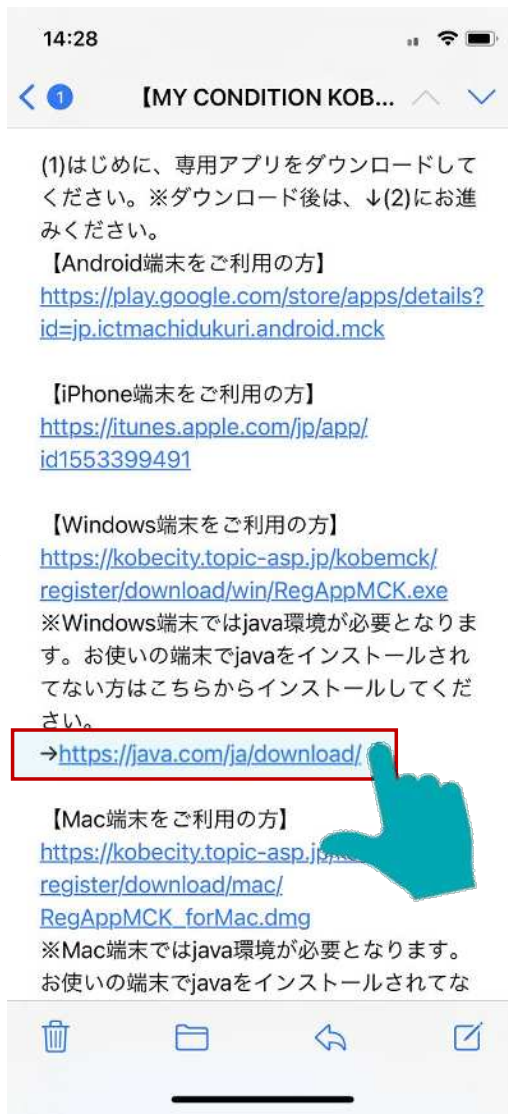 14:28
1
【MY CONDITION KOB...
(1)はじめに、専用アプリをダウンロードして
ください。※ダウンロード後は、↓(2)にお進
みください。
【Android端末をご利用の方】
https://play.google.com/store/apps/details?
id=jp.ictmachidukuri.android.mck
【iPhone端末をご利用の方】
https://itunes.apple.com/jp/app/
id1553399491
【Windows端末をご利用の方】
https://kobecity.topic-asp.jp/kobemck/
register/download/win/RegAppMCK.exe
※Windows端末ではjava環境が必要となりま
す。お使いの端末でjavaをインストールされ
てない方はこちらからインストールしてくだ
さい。
→https://java.com/ja/download/
【Mac端末をご利用の方】
https://kobecity.topic-asp.jp/
register/download/mac/
RegAppMCK_forMac.dmg
※Mac端末ではjava環境が必要となります。
お使いの端末でjavaをインストールされてな